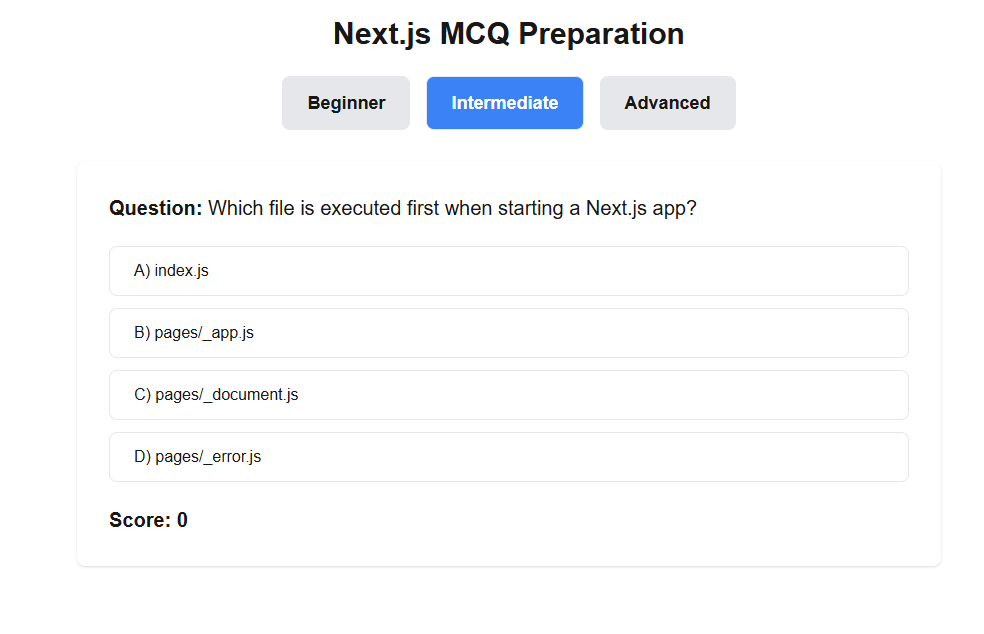 Next.js MCQ Preparation
Beginner Intermediate Advanced
Question: Which file is executed first when starting a Next.js app?
A) index.js
B) pages/_app.js
C) pages/_document.js
D) pages/_error.js
Score: 0